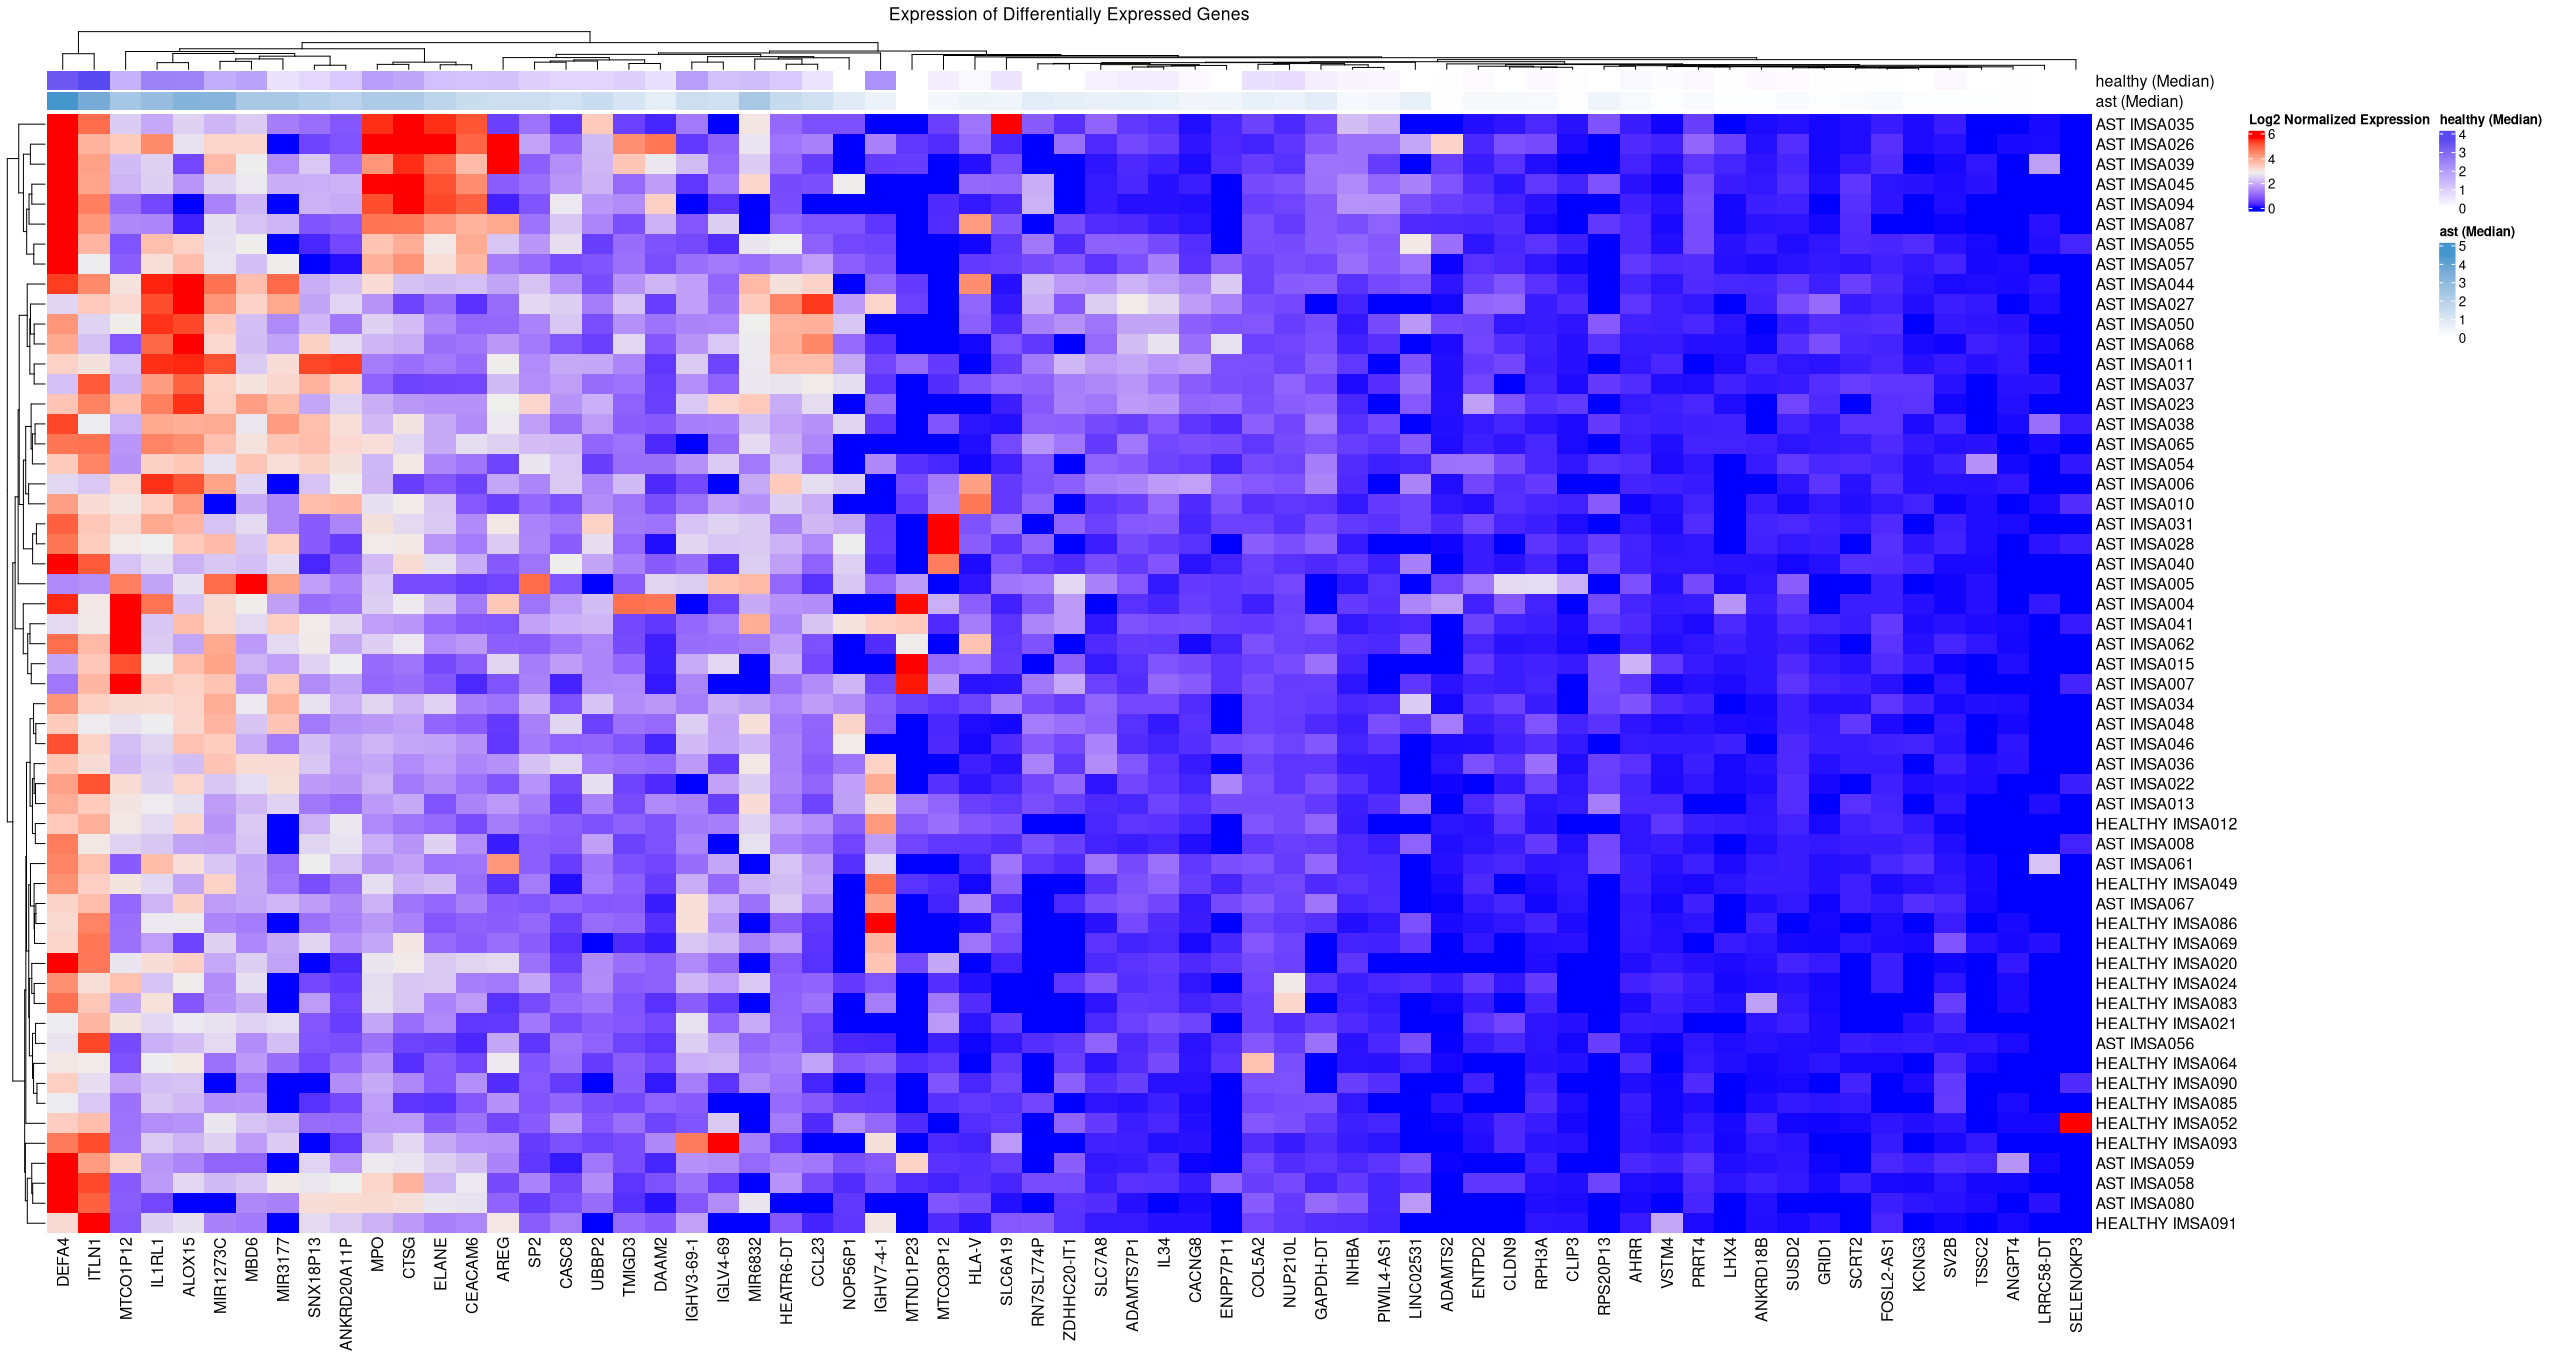 Expression of Differentially Expressed Genes
healthy (Median)
ast (Median)
Log2 Normalized Expression
6
4
2
0
healthy (Median)
4
3
2
1
0
ast (Median)
5
4
3
2
1
0
AST IMSA035
AST IMSA026
AST IMSA039
AST IMSA045
AST IMSA094
AST IMSA087
AST IMSA055
AST IMSA057
AST IMSA044
AST IMSA027
AST IMSA050
AST IMSA068
AST IMSA011
AST IMSA037
AST IMSA023
AST IMSA038
AST IMSA065
AST IMSA054
AST IMSA006
AST IMSA010
AST IMSA031
AST IMSA028
AST IMSA040
AST IMSA005
AST IMSA004
AST IMSA041
AST IMSA062
AST IMSA015
AST IMSA007
AST IMSA034
AST IMSA048
AST IMSA046
AST IMSA036
AST IMSA022
AST IMSA013
HEALTHY IMSA012
AST IMSA008
AST IMSA061
HEALTHY IMSA049
AST IMSA067
HEALTHY IMSA086
HEALTHY IMSA069
HEALTHY IMSA020
HEALTHY IMSA024
HEALTHY IMSA083
HEALTHY IMSA021
AST IMSA056
HEALTHY IMSA064
HEALTHY IMSA090
HEALTHY IMSA085
HEALTHY IMSA052
HEALTHY IMSA093
AST IMSA059
AST IMSA058
AST IMSA080
HEALTHY IMSA091
DEFA4
ITLN1
MTCO1P12
IL1RL1
ALOX15
MIR1273C
MBD6
MIR3177
SNX18P13
ANKRD20A11P
MPO
CTSG
ELANE
CEACAM6
AREG
SP2
CASC8
UBBP2
TMIGD3
DAAM2
IGHV3-69-1
IGLV4-69
MIR6832
HEATR6-DT
CCL23
NOP56P1
IGHV7-4-1
MTND1P23
MTCO3P12
HLA-V
SLC6A19
RN7SL774P
ZDHHC20-IT1
SLC7A8
ADAMTS7P1
IL34
CACNG8
ENPP7P11
COL5A2
NUP210L
GAPDH-DT
INHBA
PIWIL4-AS1
LINC02531
ADAMTS2
ENTPD2
CLDN9
RPH3A
CLIP3
RPS20P13
AHRR
VSTM4
PRRT4
LHX4
ANKRD18B
SUSD2
GRID1
SCRT2
FOSL2-AS1
KCNG3
SV2B
TSSC2
ANGPT4
LRRC58-DT
SELENOKP3